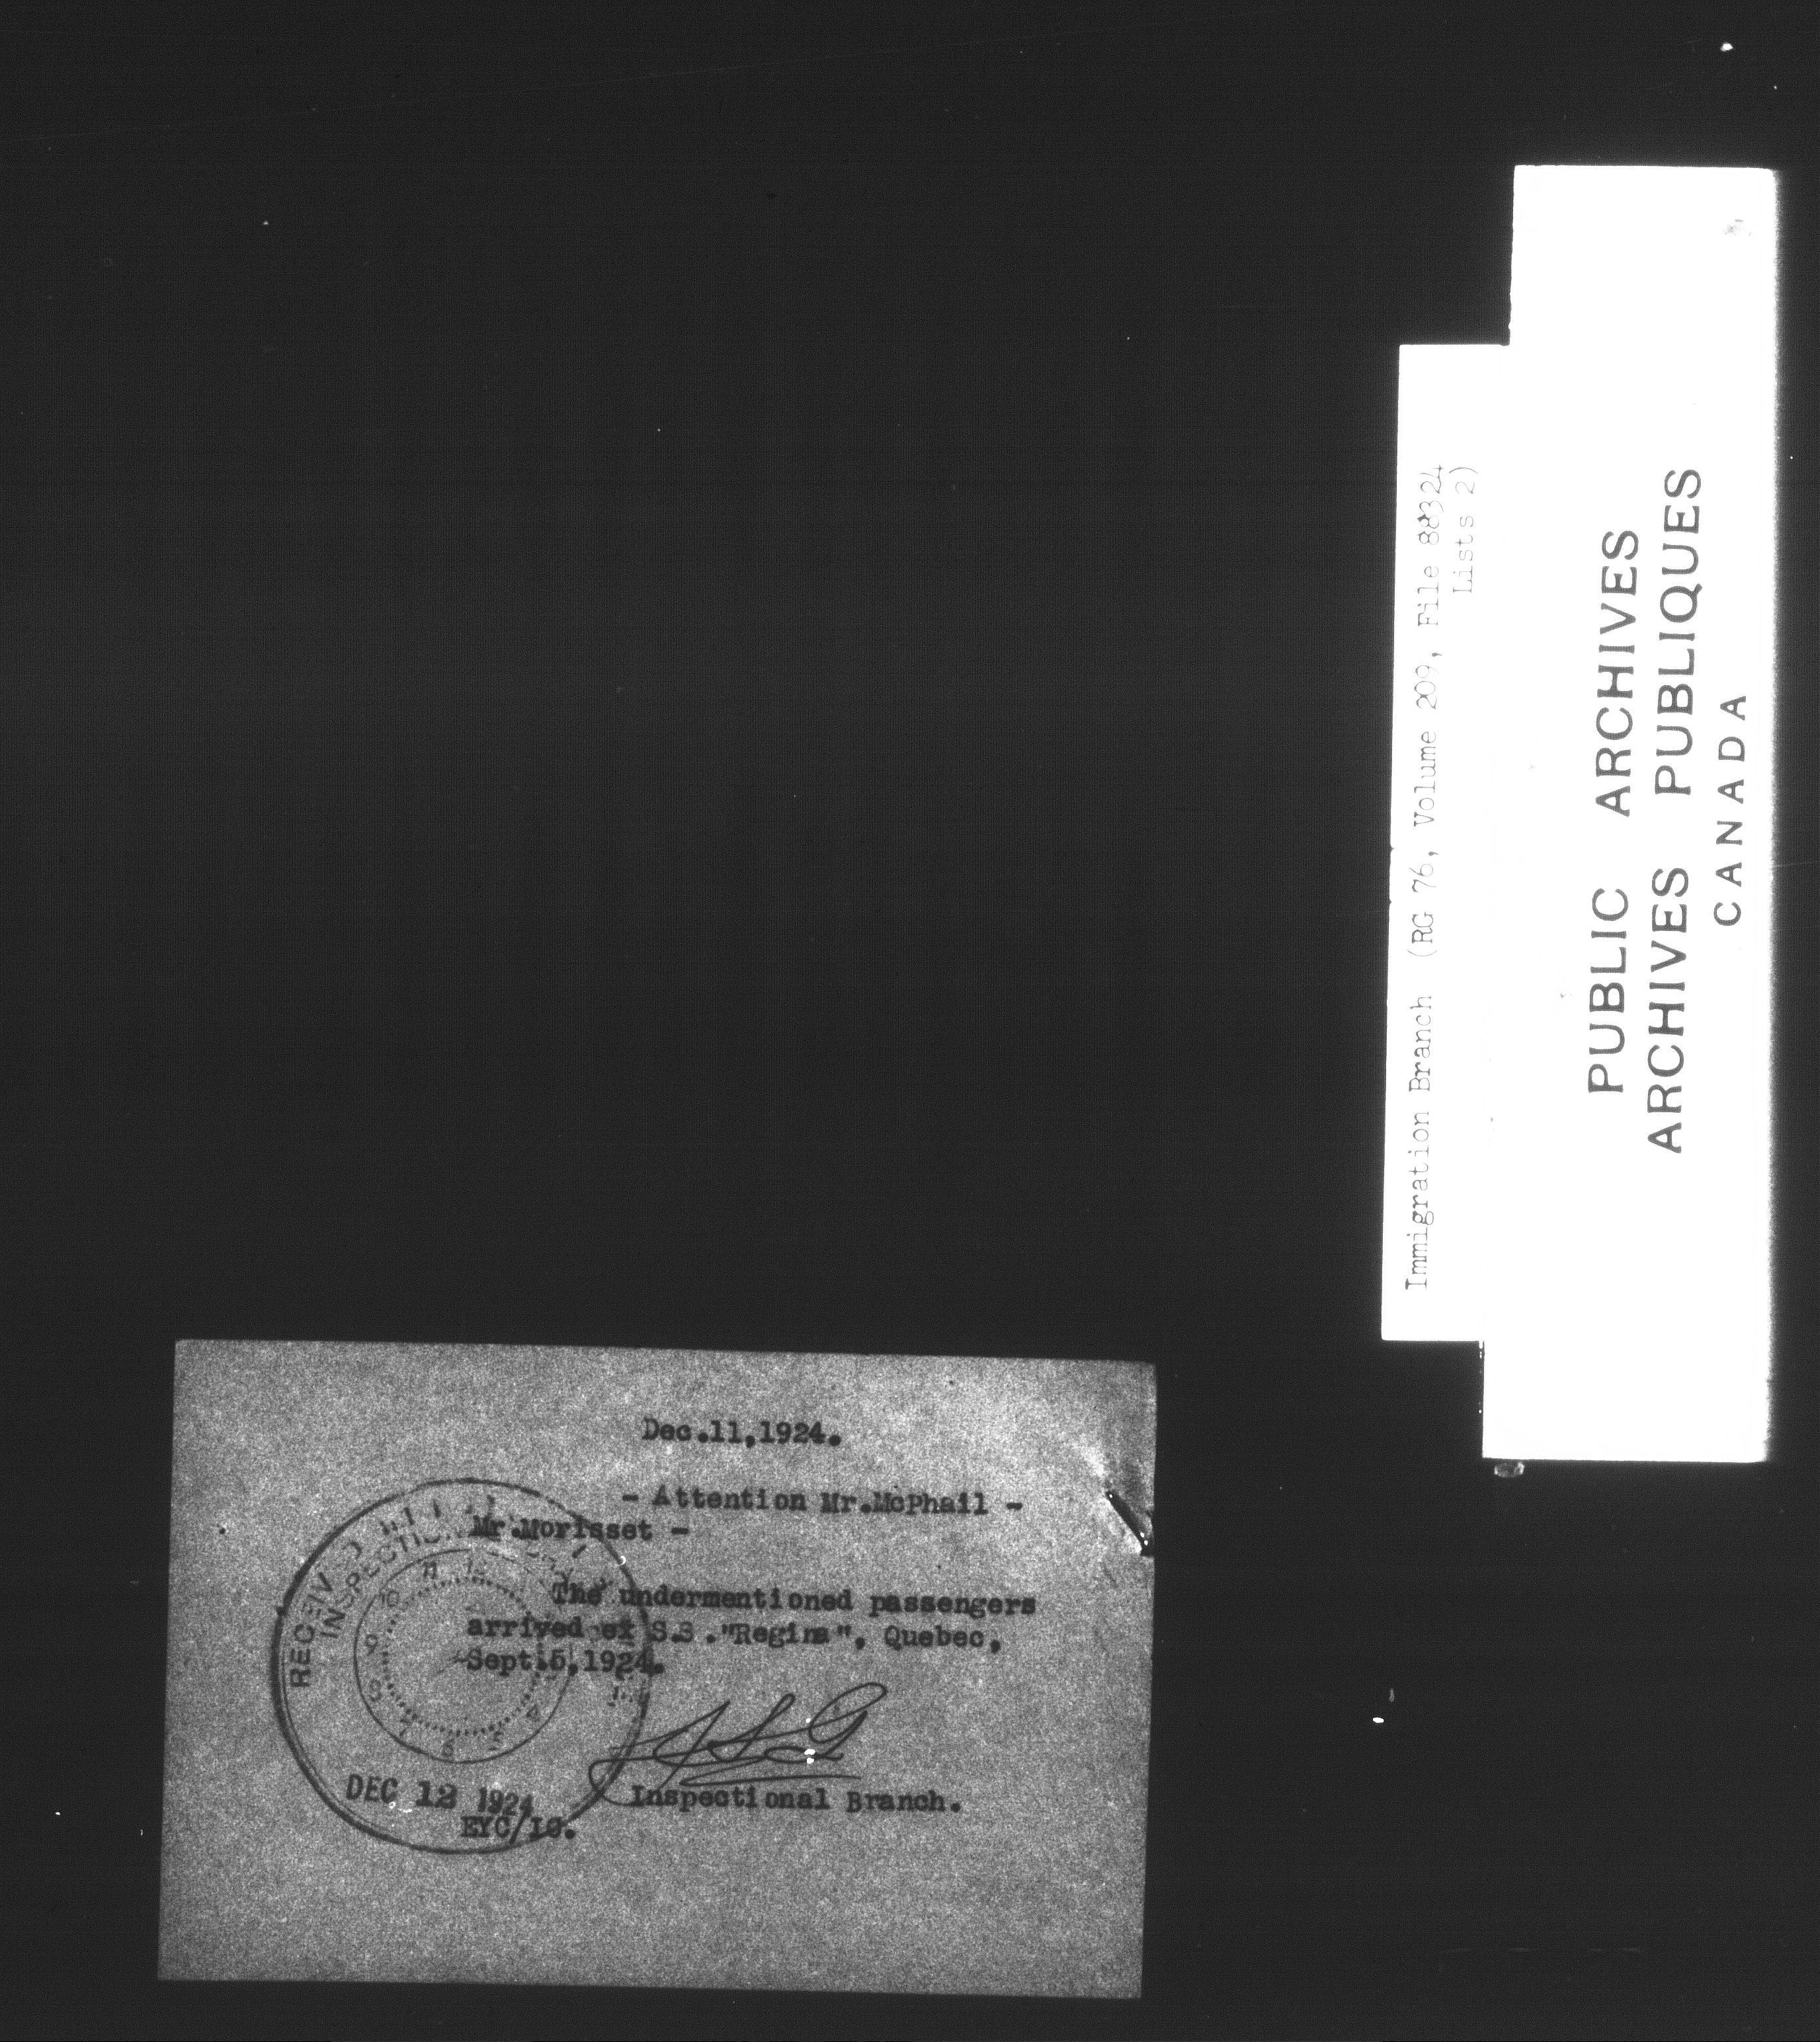 Dec.11,1924.
- Attention Mr.McPhail -
Mr.Morisset -
The undermentioned passengers
arrived ex S.S."Regina", Quebec,
Sept.5,1924.
Inspectional Branch.
RECEIVED
INSPECTION
DEC 12 1924
EYC/IG.
Immigration Branch (RG 76, Volume 209, File 88324
Lists 2)
PUBLIC ARCHIVES
ARCHIVES PUBLIQUES
CANADA